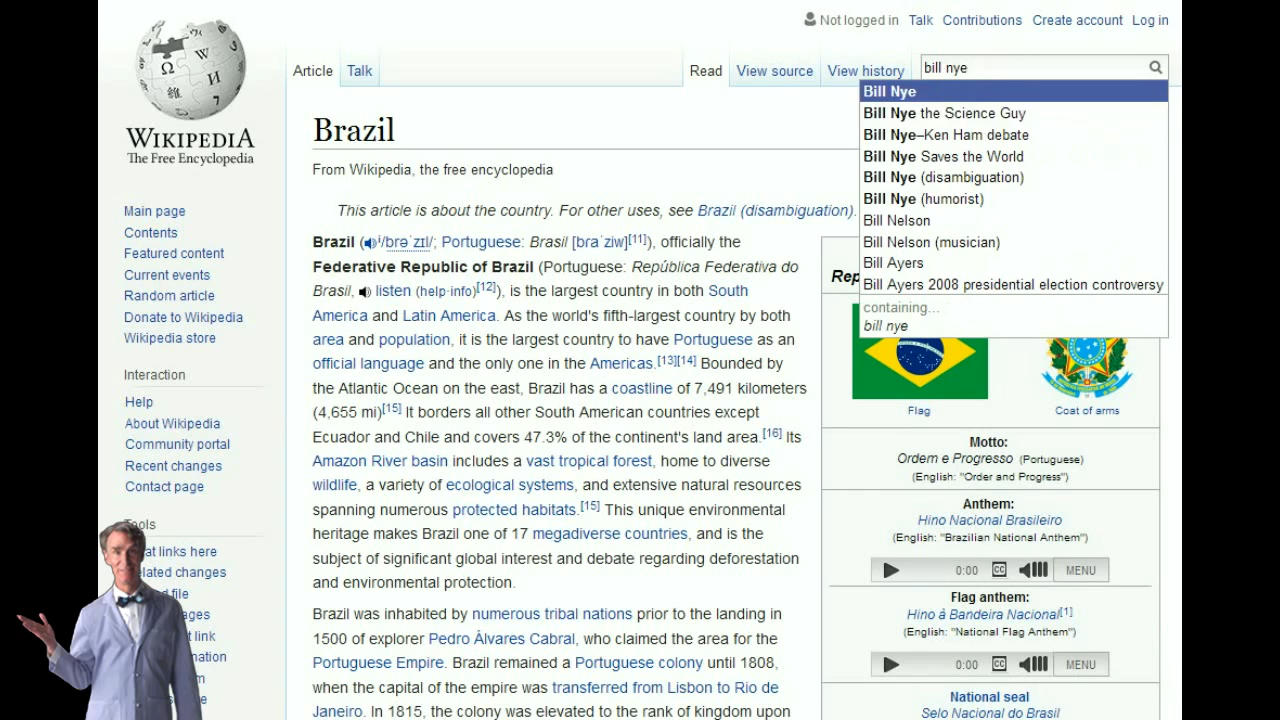 Not logged in Talk Contributions Create account Log in
Article Talk Read View source View history bill nye
Bill Nye
Bill Nye the Science Guy
Bill Nye–Ken Ham debate
Bill Nye Saves the World
Bill Nye (disambiguation)
Bill Nye (humorist)
Bill Nelson
Bill Nelson (musician)
Bill Ayers
Bill Ayers 2008 presidential election controversy
containing...
bill nye
WIKIPEDIA
The Free Encyclopedia
Main page
Contents
Featured content
Current events
Random article
Donate to Wikipedia
Wikipedia store
Interaction
Help
About Wikipedia
Community portal
Recent changes
Contact page
Tools
at links here
elated changes
d file
ages
t link
mation
Brazil
From Wikipedia, the free encyclopedia
This article is about the country. For other uses, see Brazil (disambiguation).
Brazil (i/brəˈzɪl/; Portuguese: Brasil [bɾaˈziw][11]), officially the
Federative Republic of Brazil (Portuguese: República Federativa do
Brasil, listen (help·info)[12]), is the largest country in both South
America and Latin America. As the world's fifth-largest country by both
area and population, it is the largest country to have Portuguese as an
official language and the only one in the Americas.[13][14] Bounded by
the Atlantic Ocean on the east, Brazil has a coastline of 7,491 kilometers
(4,655 mi)[15] It borders all other South American countries except
Ecuador and Chile and covers 47.3% of the continent's land area.[16] Its
Amazon River basin includes a vast tropical forest, home to diverse
wildlife, a variety of ecological systems, and extensive natural resources
spanning numerous protected habitats.[15] This unique environmental
heritage makes Brazil one of 17 megadiverse countries, and is the
subject of significant global interest and debate regarding deforestation
and environmental protection.
Brazil was inhabited by numerous tribal nations prior to the landing in
1500 of explorer Pedro Álvares Cabral, who claimed the area for the
Portuguese Empire. Brazil remained a Portuguese colony until 1808,
when the capital of the empire was transferred from Lisbon to Rio de
Janeiro. In 1815, the colony was elevated to the rank of kingdom upon
Rep
Flag Coat of arms
Motto:
Ordem e Progresso (Portuguese)
(English: "Order and Progress")
Anthem:
Hino Nacional Brasileiro
(English: "Brazilian National Anthem")
0:00 CC MENU
Flag anthem:
Hino à Bandeira Nacional[1]
(English: "National Flag Anthem")
0:00 CC MENU
National seal
Selo Nacional do Brasil